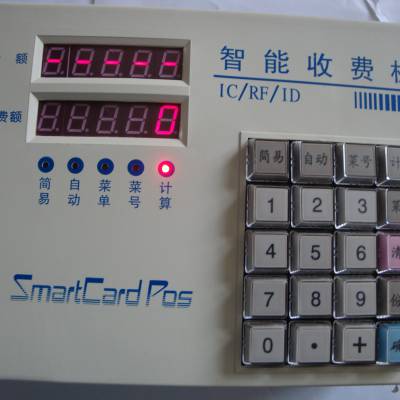 额
-----
智能收费
IC/RF/ID
费额
0
简易 自动 菜单 菜号 计算
SmartCard Pos
简易 自动 菜号
1 2 3
4 5 6 清
7 8 9
0 . +